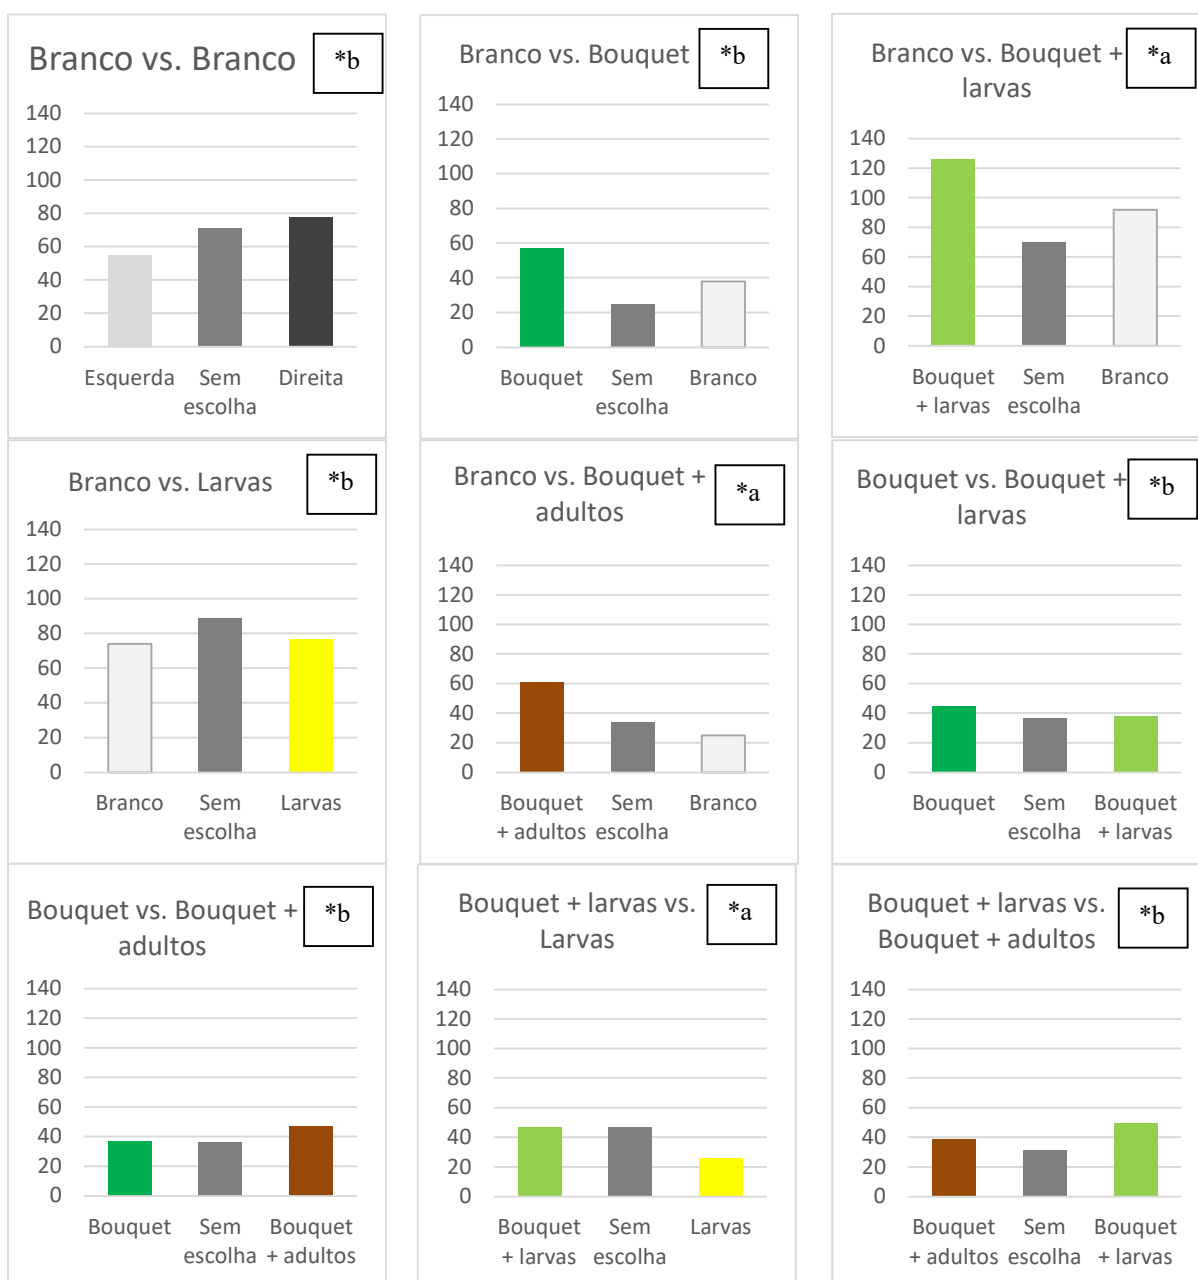 Branco vs. Branco
*b
140
120
100
80
60
40
20
0
Esquerda Sem escolha Direita
Branco vs. Bouquet
*b
140
120
100
80
60
40
20
0
Bouquet Sem escolha Branco
Branco vs. Bouquet +
larvas
*a
140
120
100
80
60
40
20
0
Bouquet + larvas Sem escolha Branco
Branco vs. Larvas
*b
140
120
100
80
60
40
20
0
Branco Sem escolha Larvas
Branco vs. Bouquet +
adultos
*a
140
120
100
80
60
40
20
0
Bouquet + adultos Sem escolha Branco
Bouquet vs. Bouquet +
larvas
*b
140
120
100
80
60
40
20
0
Bouquet Sem escolha Bouquet + larvas
Bouquet vs. Bouquet +
adultos
*b
140
120
100
80
60
40
20
0
Bouquet Sem escolha Bouquet + adultos
Bouquet + larvas vs.
Larvas
*a
140
120
100
80
60
40
20
0
Bouquet + larvas Sem escolha Larvas
Bouquet + larvas vs.
Bouquet + adultos
*b
140
120
100
80
60
40
20
0
Bouquet + adultos Sem escolha Bouquet + larvas